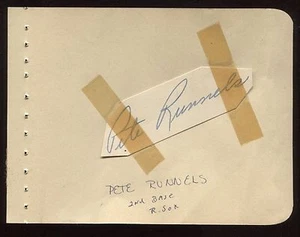 Pete Runnels
PETE RUNNELS
2nd BASE
R. Sox